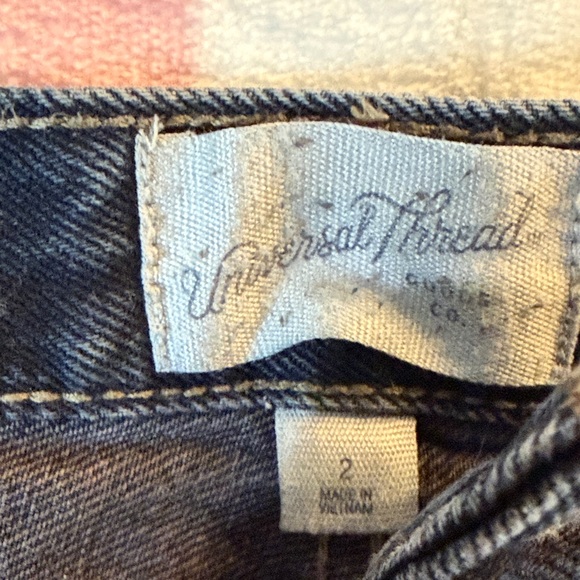 Universal Thread
GOODS
CO.
2
MADE IN
VIETNAM